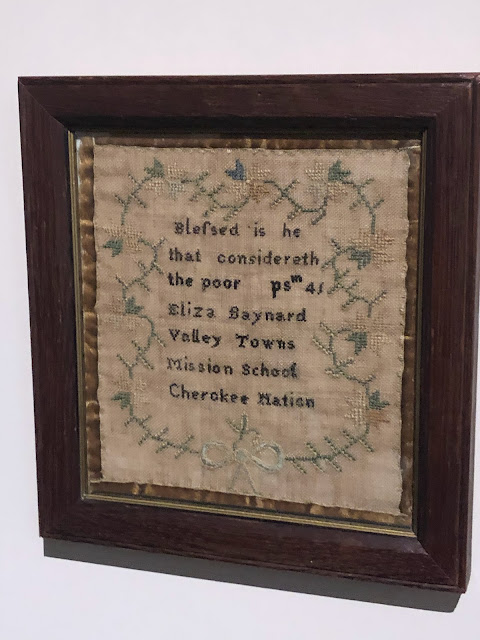 Bleſsed is he
that considereth
the poor psm 41
Eliza Baynard
Valley Towns
Mission School
Cherokee Nation